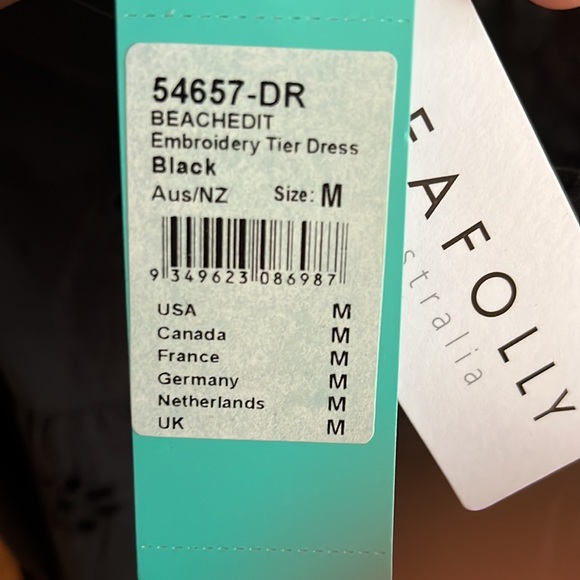 54657-DR
BEACHEDIT
Embroidery Tier Dress
Black
Aus/NZ Size: M
9 349623 086987
USA M
Canada M
France M
Germany M
Netherlands M
UK M
EAFOLLY
stralia